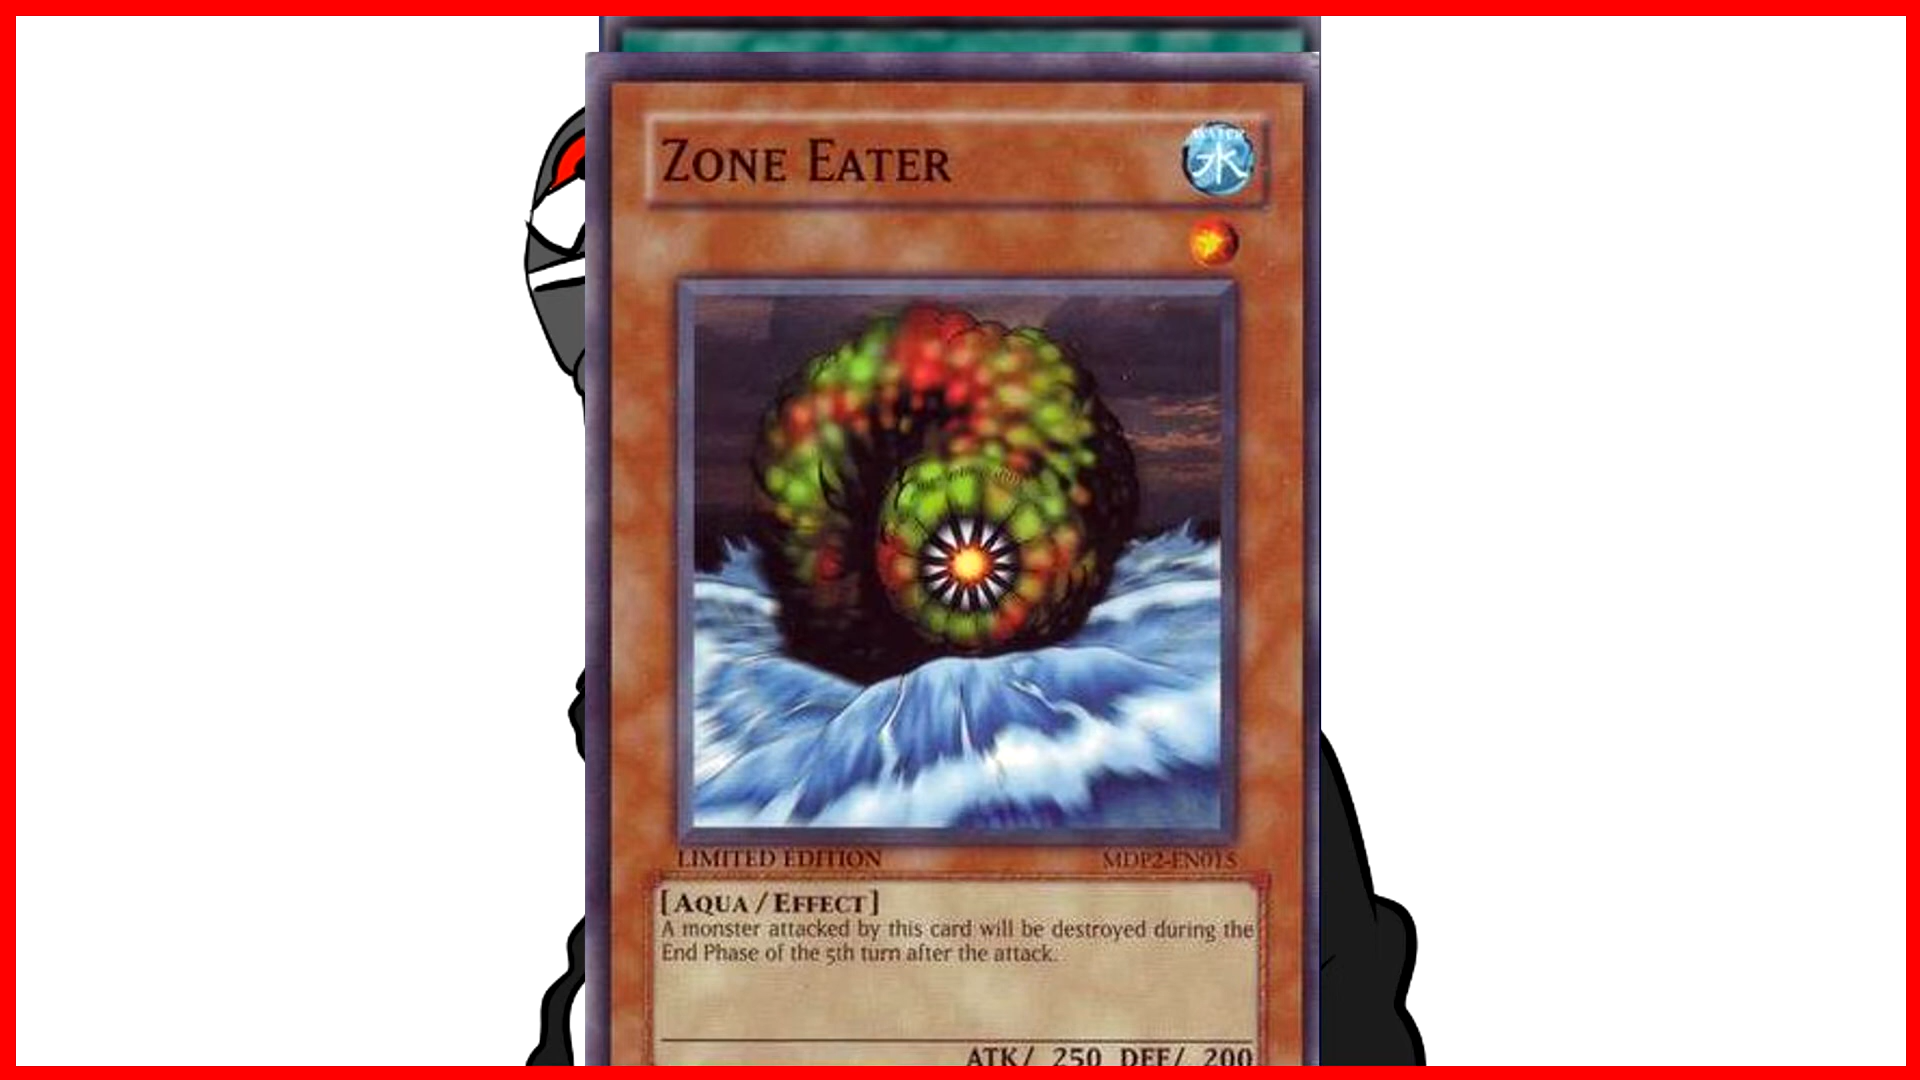 ZONE EATER
WATER
水
LIMITED EDITION
MDP2-EN015
[AQUA / EFFECT]
A monster attacked by this card will be destroyed during the
End Phase of the 5th turn after the attack.
ATK/ 250 DEF/ 200